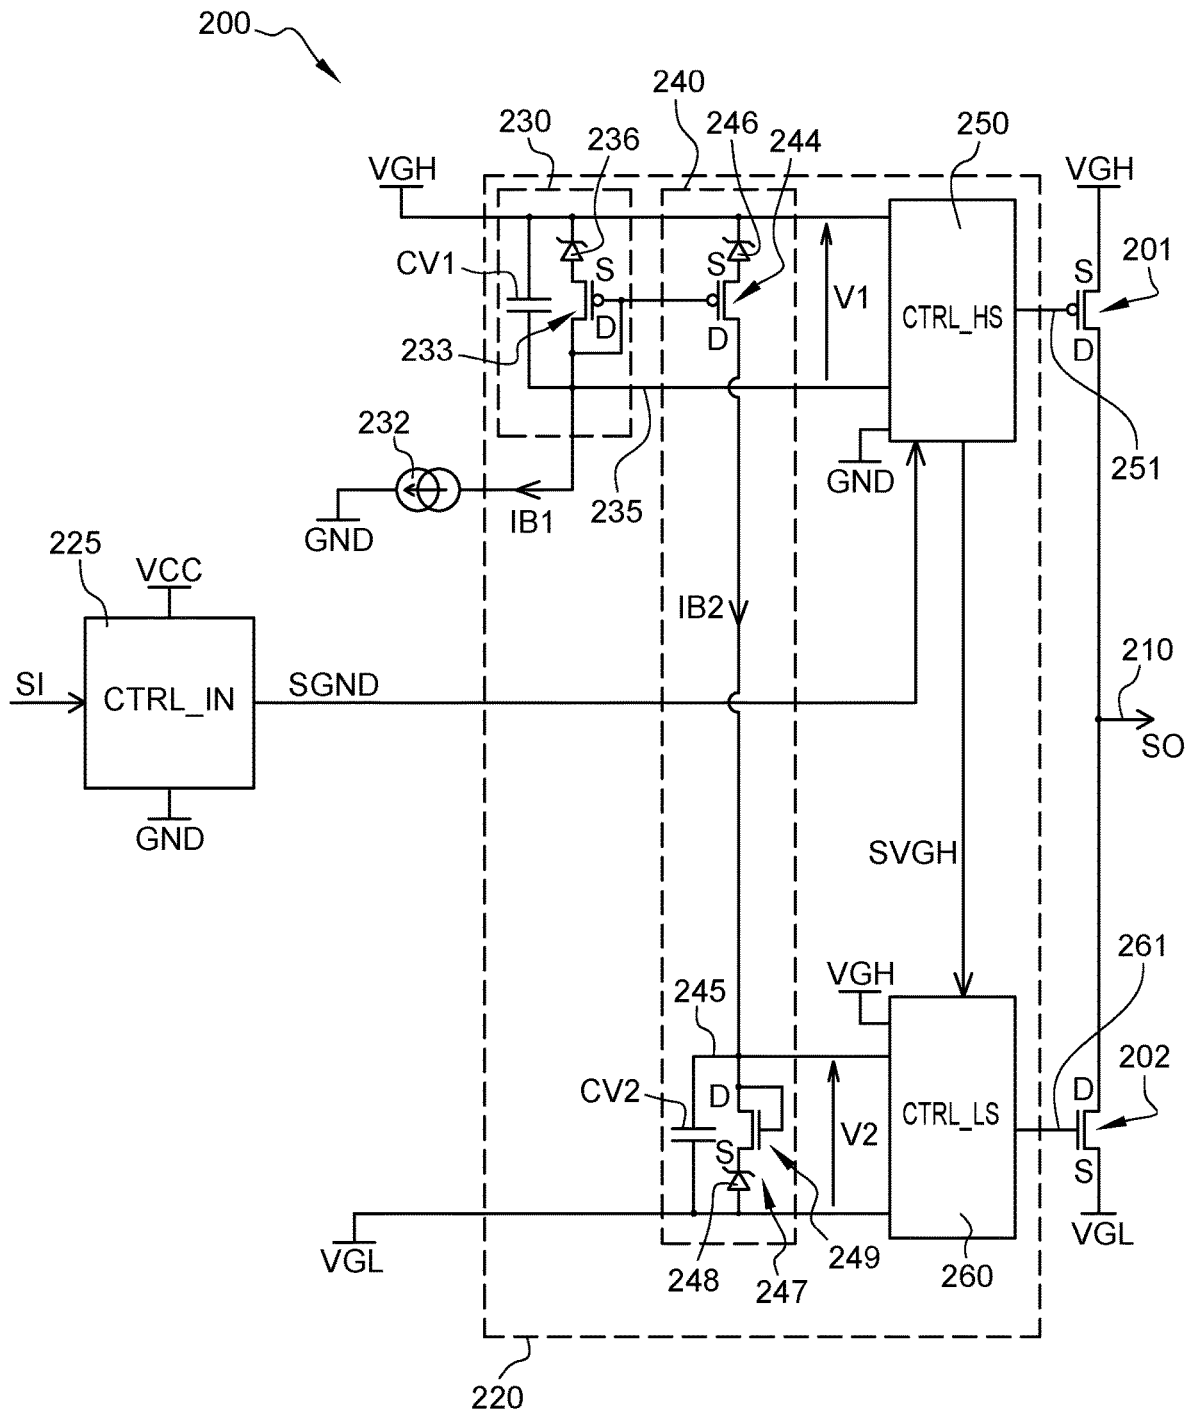 200
240
230
236
246
244
250
VGH
VGH
CV1
S
S
S
201
V1
CTRL_HS
D
D
D
233
232
GND
251
235
IB1
GND
225
VCC
IB2
SI
CTRL_IN
SGND
210
SO
GND
SVGH
261
VGH
245
202
CV2
D
D
V2
CTRL_LS
S
S
VGL
VGL
248
247
249
260
220